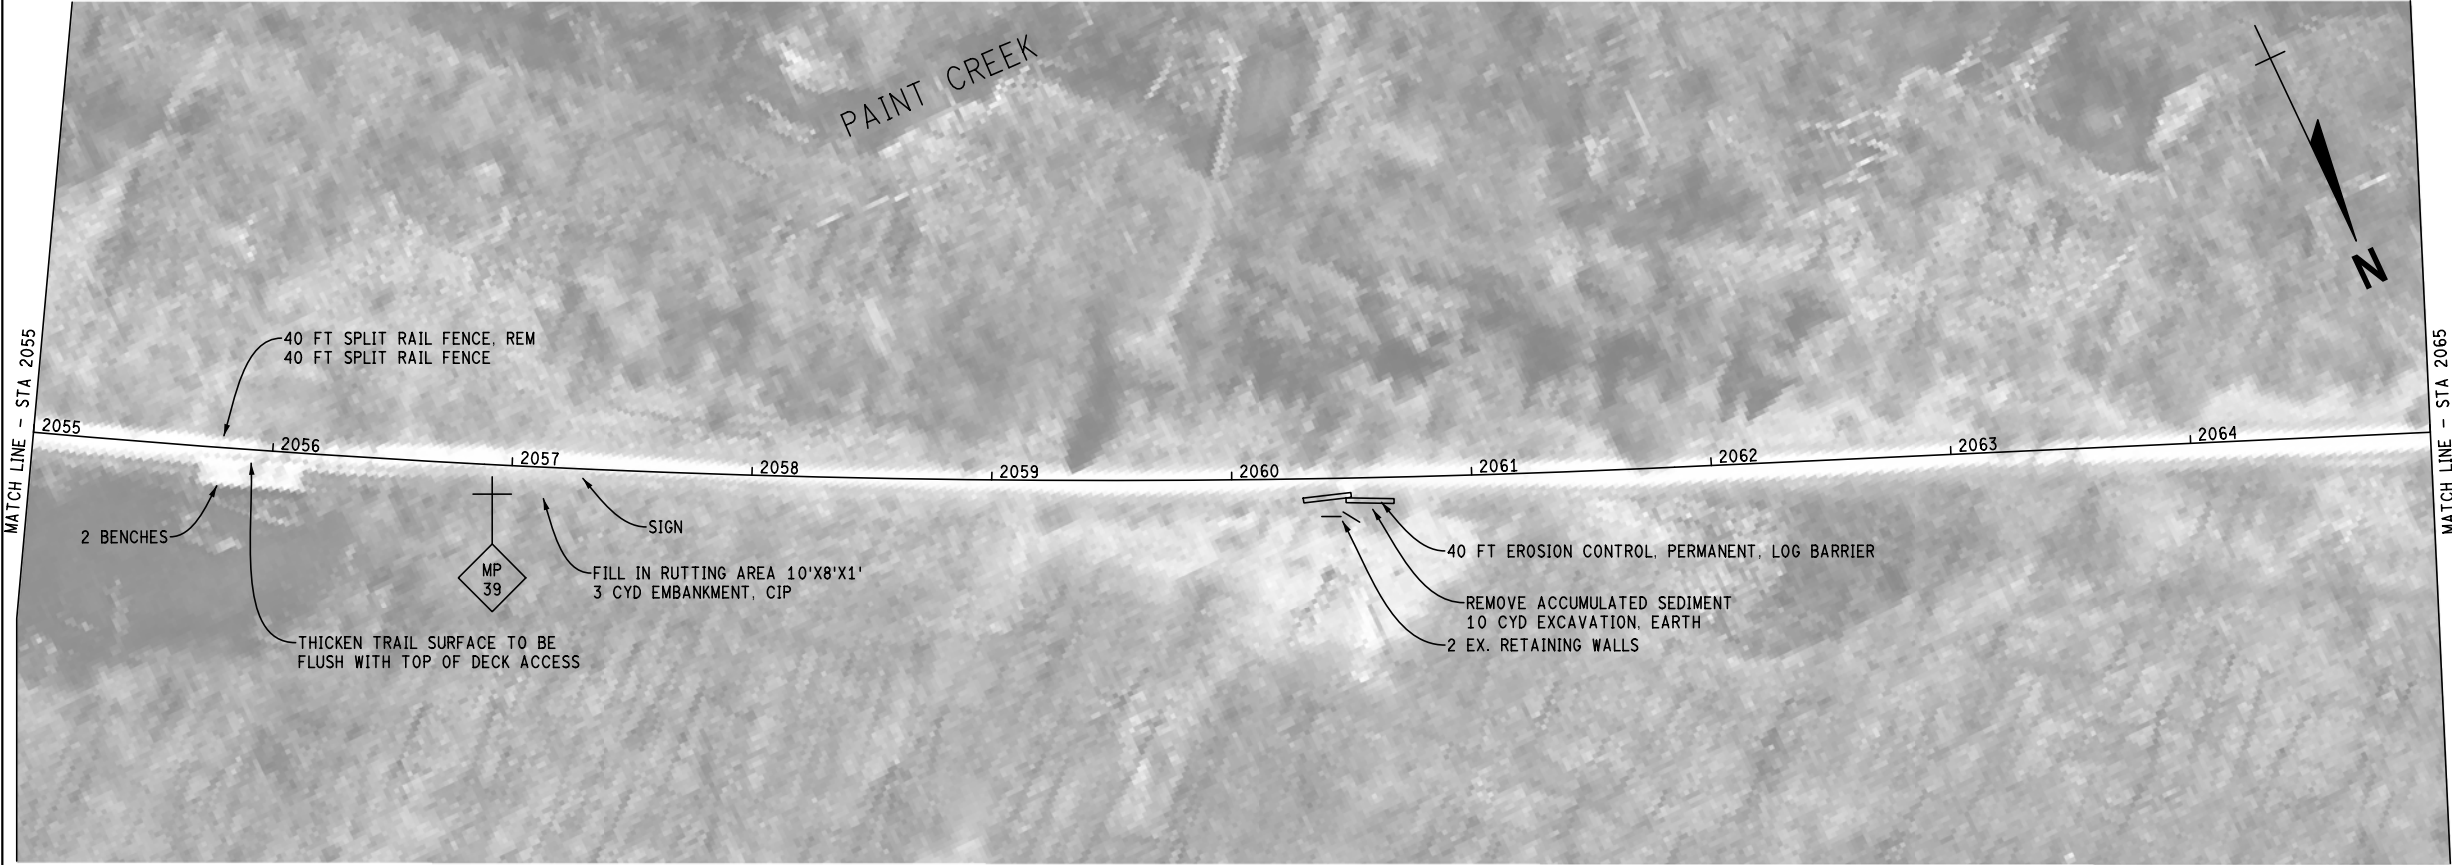 PAINT CREEK
N
40 FT SPLIT RAIL FENCE, REM
40 FT SPLIT RAIL FENCE
MATCH LINE - STA 2055
MATCH LINE - STA 2065
2055
2056
2057
2058
2059
2060
2061
2062
2063
2064
2 BENCHES
SIGN
MP
39
FILL IN RUTTING AREA 10'X8'X1'
3 CYD EMBANKMENT, CIP
THICKEN TRAIL SURFACE TO BE
FLUSH WITH TOP OF DECK ACCESS
40 FT EROSION CONTROL, PERMANENT, LOG BARRIER
REMOVE ACCUMULATED SEDIMENT
10 CYD EXCAVATION, EARTH
2 EX. RETAINING WALLS